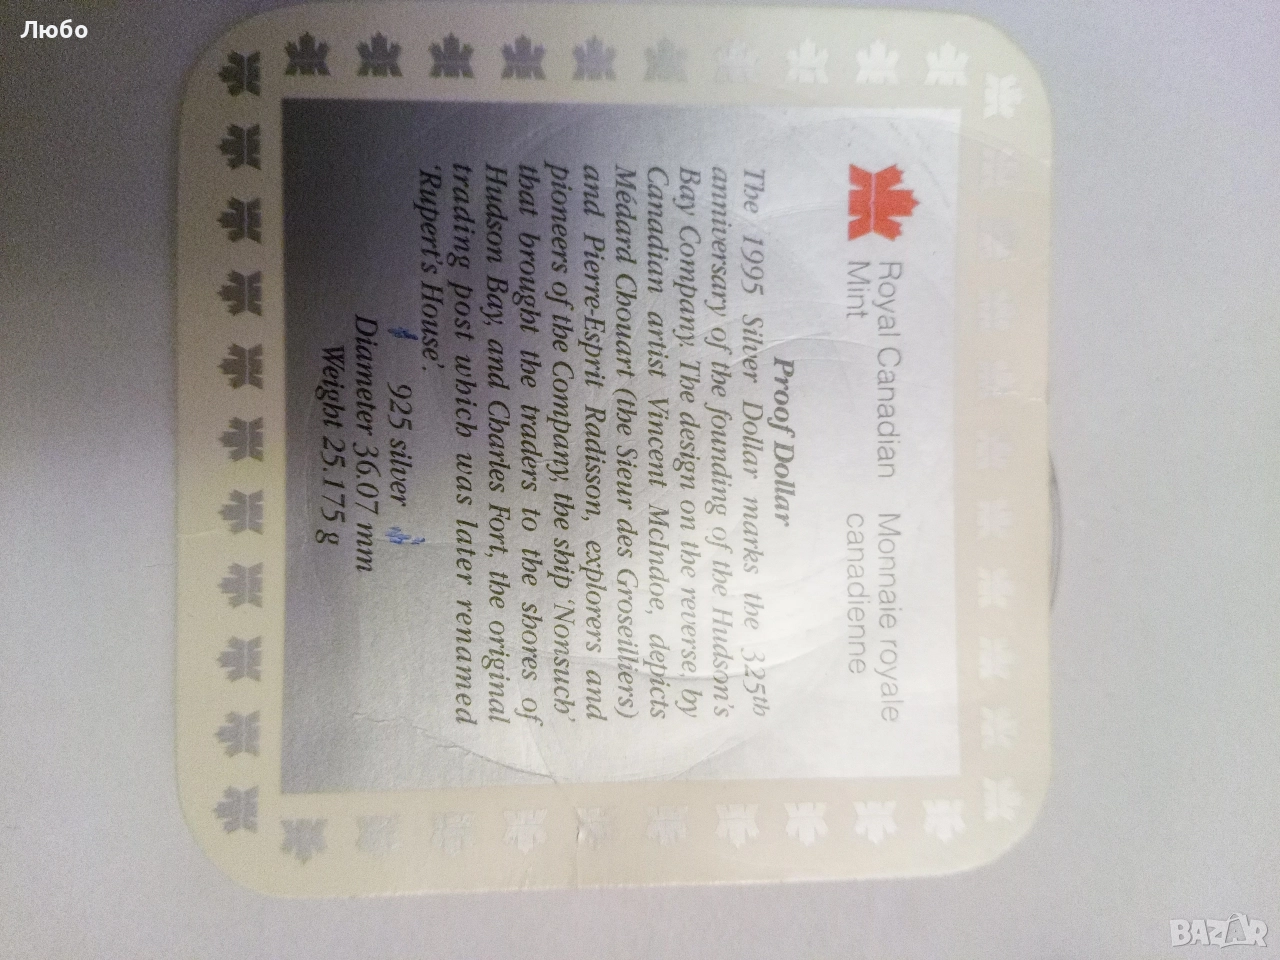 Любо
Royal Canadian Monnaie royale
Mint canadienne
Proof Dollar
The 1995 Silver Dollar marks the 325th
anniversary of the founding of the Hudson's
Bay Company. The design on the reverse, by
Canadian artist Vincent McIndoe, depicts
Médard Chouart (the Sieur des Groseilliers)
and Pierre-Esprit Radisson, explorers and
pioneers of the Company, the ship 'Nonsuch'
that brought the traders to the shores of
Hudson Bay, and Charles Fort, the original
trading post which was later renamed
'Rupert's House'.
925 silver
Diameter 36.07 mm
Weight 25.175 g
BAZAR